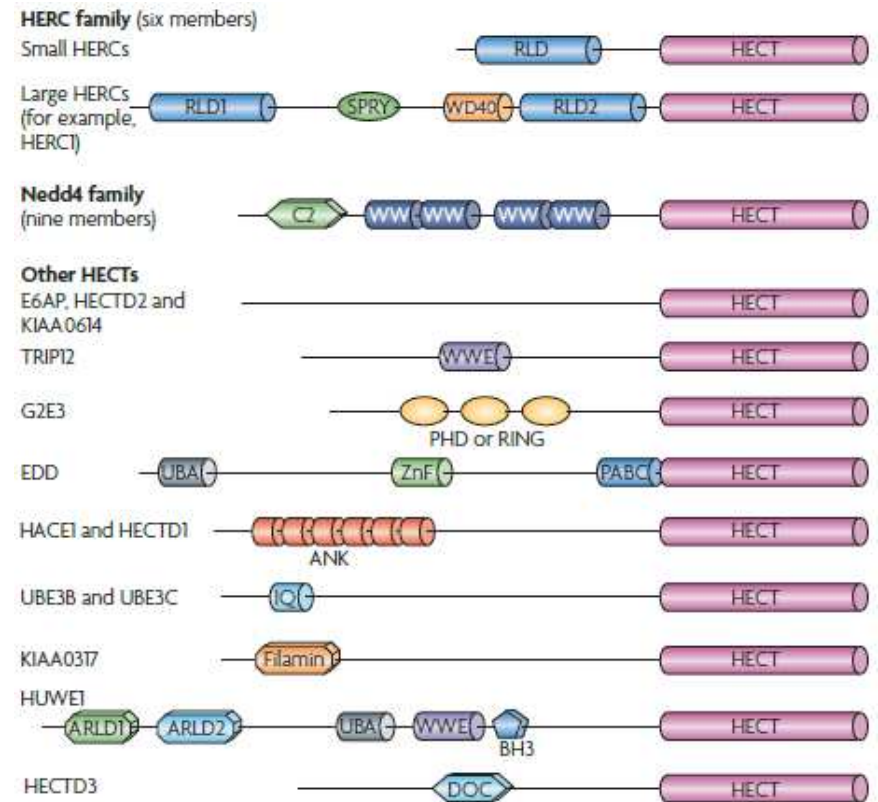 HERC family (six members)
Small HERCs RLD HECT
Large HERCs
(for example,
HERC1) RLD1 SPRY WD40 RLD2 HECT
Nedd4 family
(nine members) C2 WW WW WW WW HECT
Other HECTs
E6AP, HECTD2 and
KIAA0614 HECT
TRIP12 WWE HECT
G2E3 HECT
PHD or RING
EDD UBA ZnF PABC HECT
HACE1 and HECTD1 HECT
ANK
UBE3B and UBE3C IQ HECT
KIAA0317 Filamin HECT
HUWE1
ARLD1 ARLD2 UBA WWE HECT
BH3
HECTD3 DOC HECT